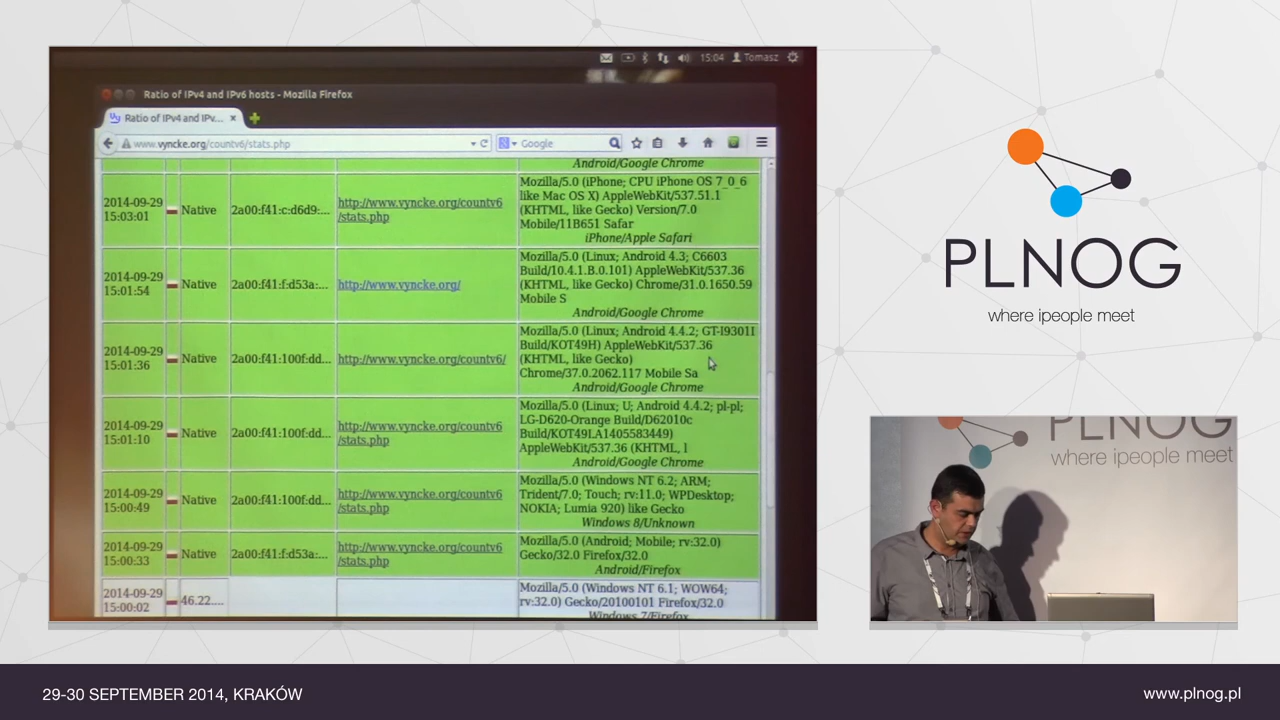 15:04 Tomasz
Ratio of IPv4 and IPv6 hosts - Mozilla Firefox
Ratio of IPv4 and IPv...
www.vyncke.org/countv6/stats.php
Google
Android/Google Chrome
2014-09-29
15:03:01
Native
2a00:f41:c:d6d9:...
http://www.vyncke.org/countv6
/stats.php
Mozilla/5.0 (iPhone; CPU iPhone OS 7_0_6
like Mac OS X) AppleWebKit/537.51.1
(KHTML, like Gecko) Version/7.0
Mobile/11B651 Safar
iPhone/Apple Safari
2014-09-29
15:01:54
Native
2a00:f41:f:d53a:...
http://www.vyncke.org/
Mozilla/5.0 (Linux; Android 4.3; C6603
Build/10.4.1.B.0.101) AppleWebKit/537.36
(KHTML, like Gecko) Chrome/31.0.1650.59
Mobile S
Android/Google Chrome
2014-09-29
15:01:36
Native
2a00:f41:100f:dd...
http://www.vyncke.org/countv6/
Mozilla/5.0 (Linux; Android 4.4.2; GT-I9301I
Build/KOT49H) AppleWebKit/537.36
(KHTML, like Gecko)
Chrome/37.0.2062.117 Mobile Sa
Android/Google Chrome
2014-09-29
15:01:10
Native
2a00:f41:100f:dd...
http://www.vyncke.org/countv6
/stats.php
Mozilla/5.0 (Linux; U; Android 4.4.2; pl-pl;
LG-D620-Orange Build/D62010c
Build/KOT49I.A1405583449)
AppleWebKit/537.36 (KHTML, l
Android/Google Chrome
2014-09-29
15:00:49
Native
2a00:f41:100f:dd...
http://www.vyncke.org/countv6
/stats.php
Mozilla/5.0 (Windows NT 6.2; ARM;
Trident/7.0; Touch; rv:11.0; WPDesktop;
NOKIA; Lumia 920) like Gecko
Windows 8/Unknown
2014-09-29
15:00:33
Native
2a00:f41:f:d53a:...
http://www.vyncke.org/countv6
/stats.php
Mozilla/5.0 (Android; Mobile; rv:32.0)
Gecko/32.0 Firefox/32.0
Android/Firefox
2014-09-29
15:00:02
46.22....
Mozilla/5.0 (Windows NT 6.1; WOW64;
rv:32.0) Gecko/20100101 Firefox/32.0
Windows 7/Firefox
PLNOG
where ipeople meet
PLNOG
where ipeople meet
29-30 SEPTEMBER 2014, KRAKÓW
www.plnog.pl